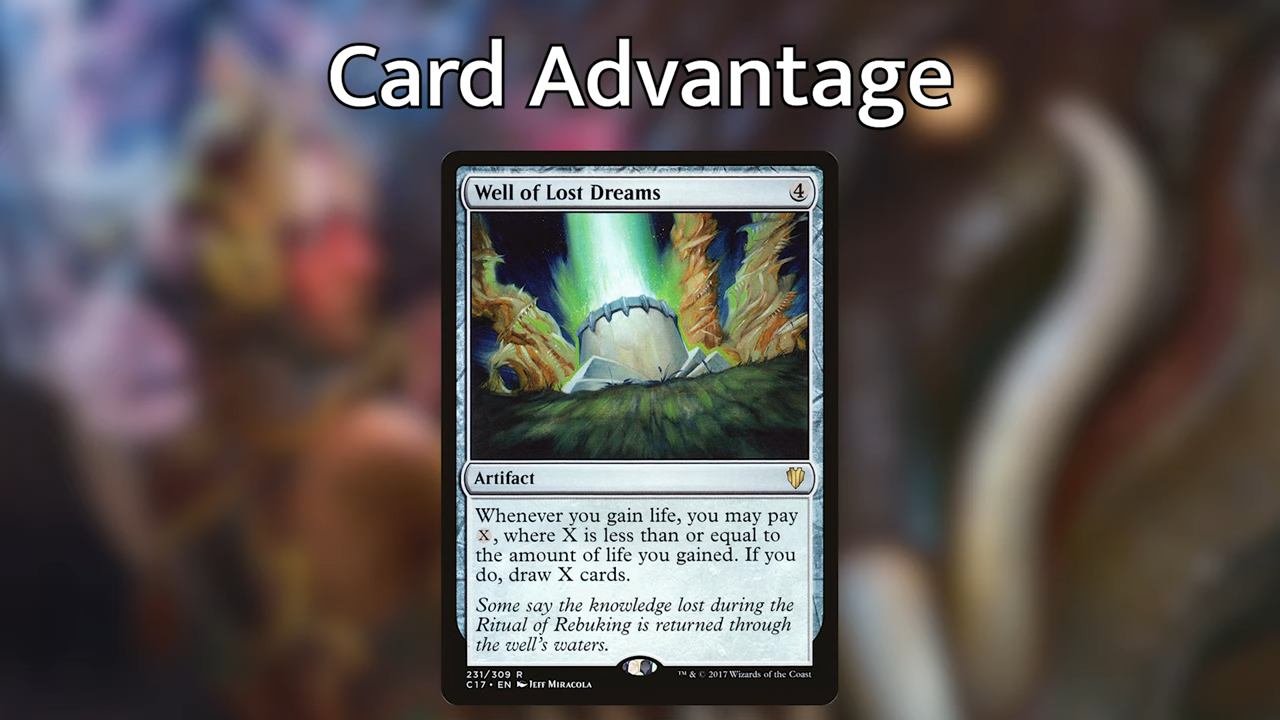 Card Advantage
Well of Lost Dreams 4
Artifact
Whenever you gain life, you may pay
X, where X is less than or equal to
the amount of life you gained. If you
do, draw X cards.
Some say the knowledge lost during the
Ritual of Rebuking is returned through
the well's waters.
231/309 R
C17 • EN Jeff Miracola
™ & © 2017 Wizards of the Coast